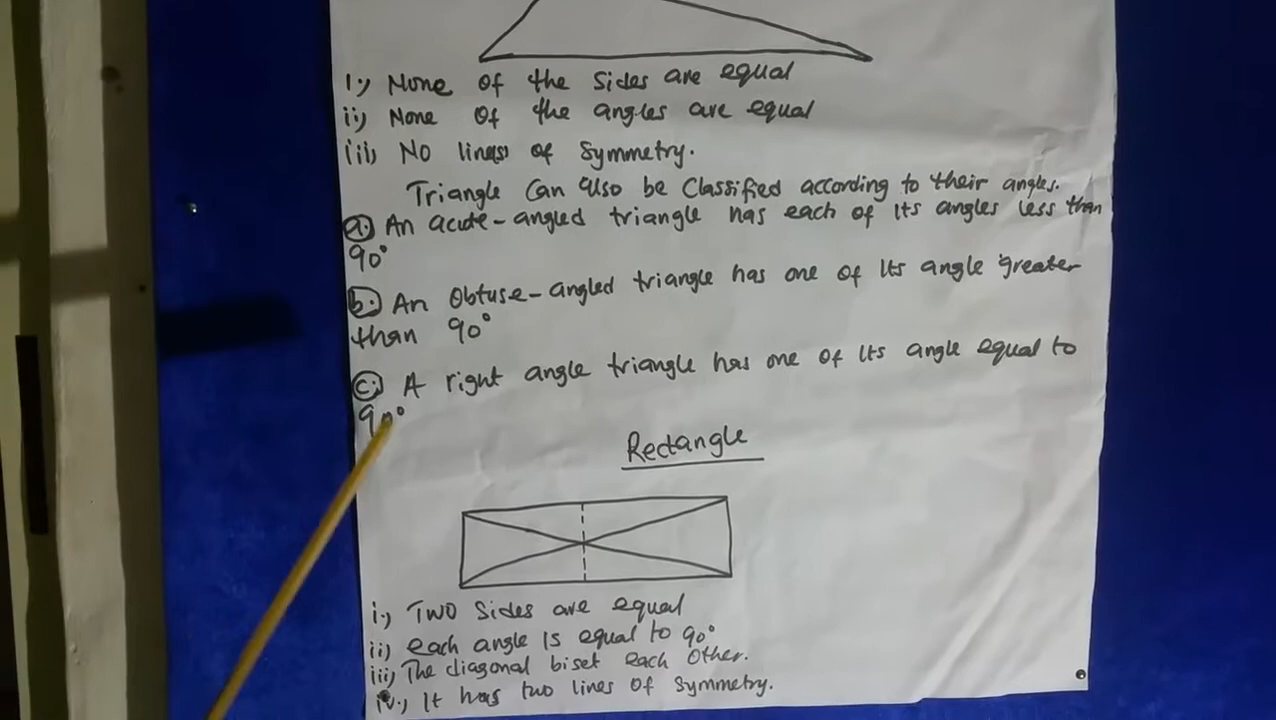 i.) None of the sides are equal
ii) None of the angles are equal
iii) No lines of Symmetry.
Triangle Can also be Classified according to their angles.
a. An acute-angled triangle has each of its angles less than
90°
b. An Obtuse-angled triangle has one of its angle greater
than 90°
c. A right angle triangle has one of its angle equal to
90°
Rectangle
i.) TWO Sides are equal
ii) each angle is equal to 90°
iii) The diagonal biset each other.
iv.) It has two lines of Symmetry.